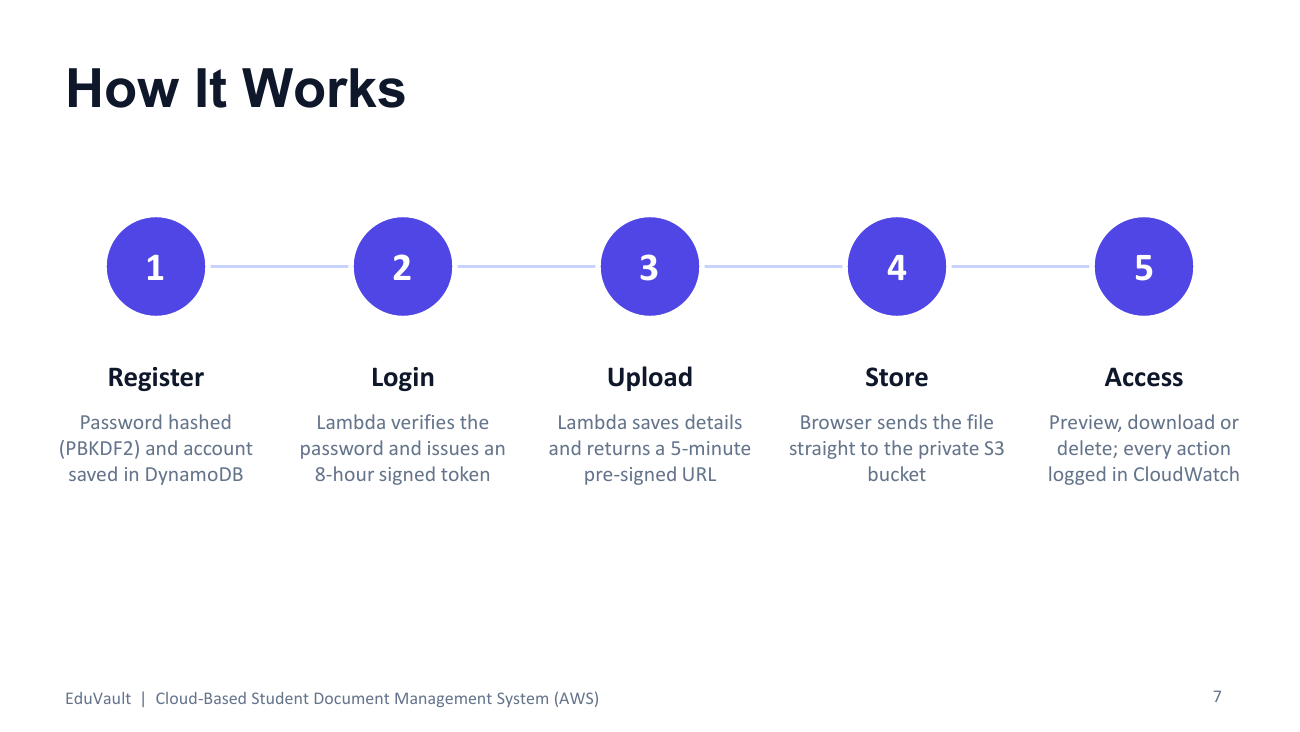 How It Works
1
2
3
4
5
Register
Password hashed
(PBKDF2) and account
saved in DynamoDB
Login
Lambda verifies the
password and issues an
8-hour signed token
Upload
Lambda saves details
and returns a 5-minute
pre-signed URL
Store
Browser sends the file
straight to the private S3
bucket
Access
Preview, download or
delete; every action
logged in CloudWatch
EduVault | Cloud-Based Student Document Management System (AWS)
7